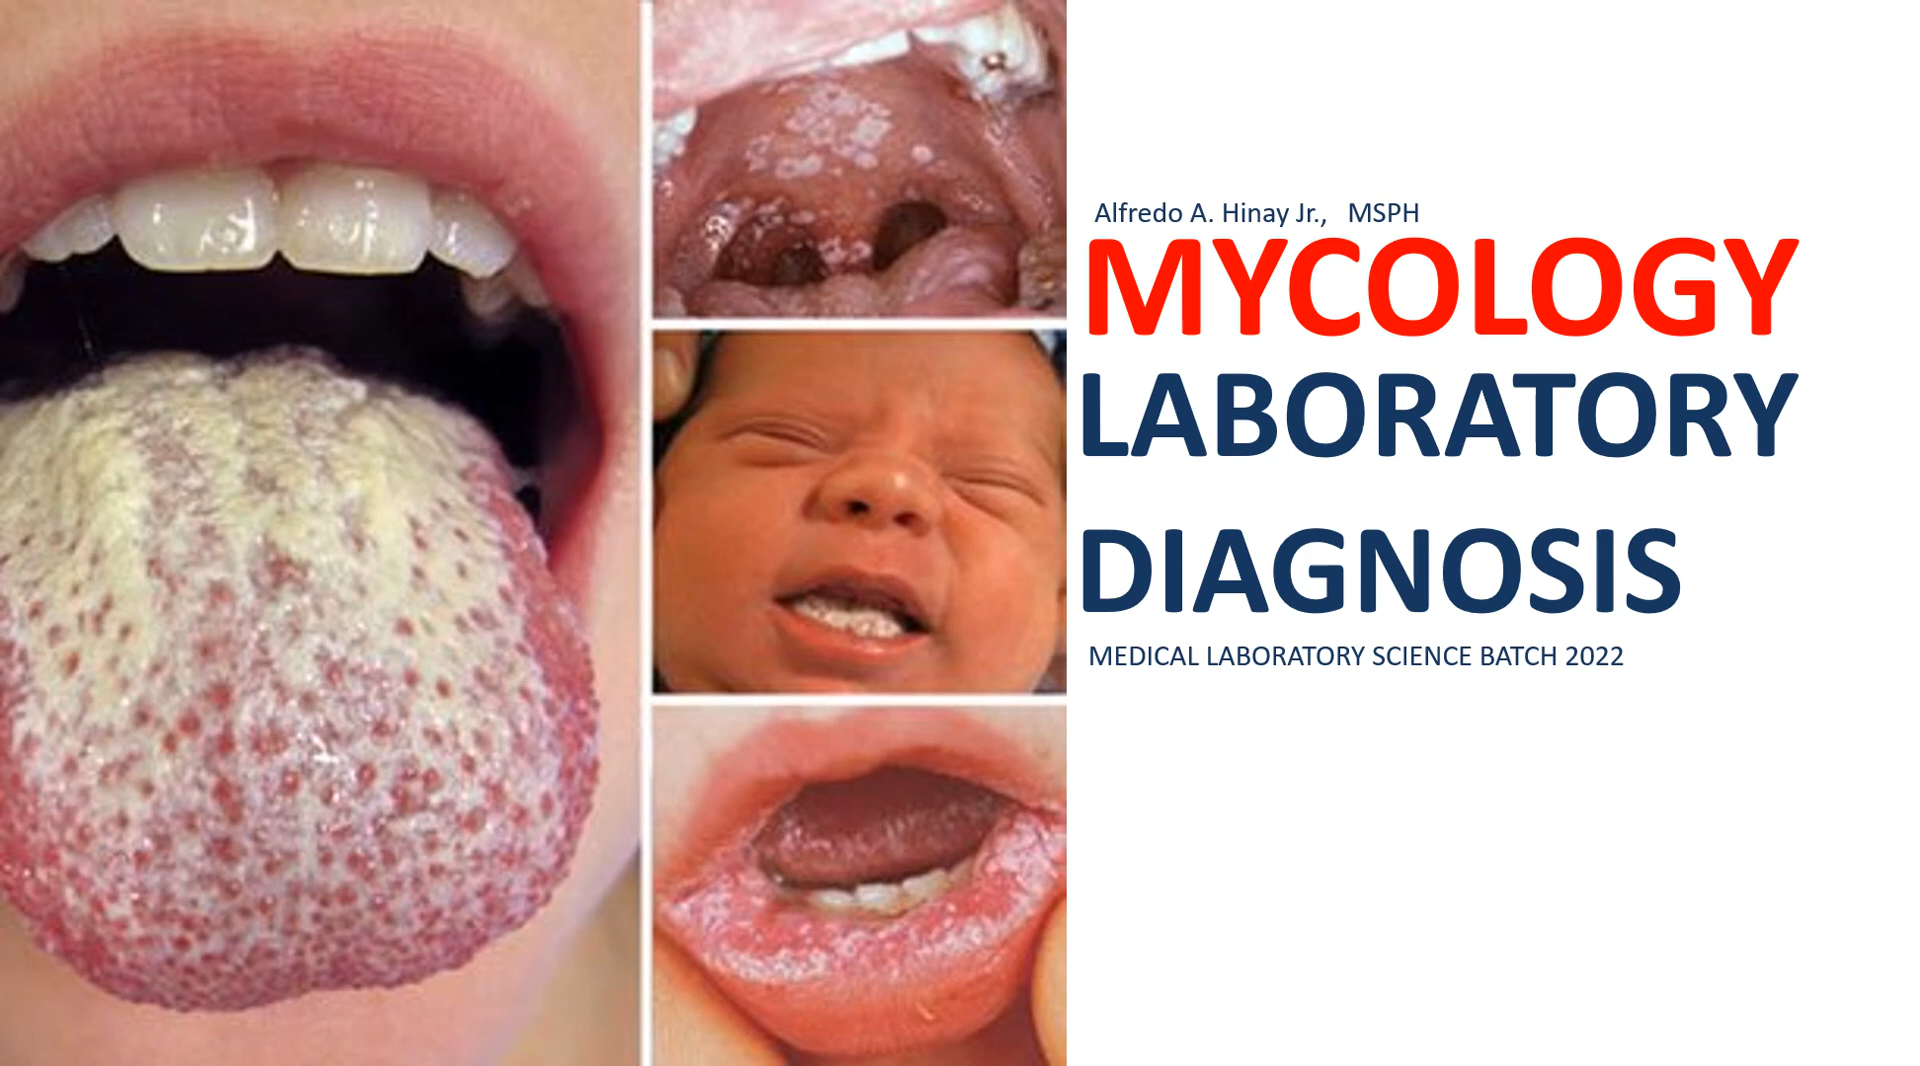 Alfredo A. Hinay Jr., MSPH
MYCOLOGY
LABORATORY
DIAGNOSIS
MEDICAL LABORATORY SCIENCE BATCH 2022